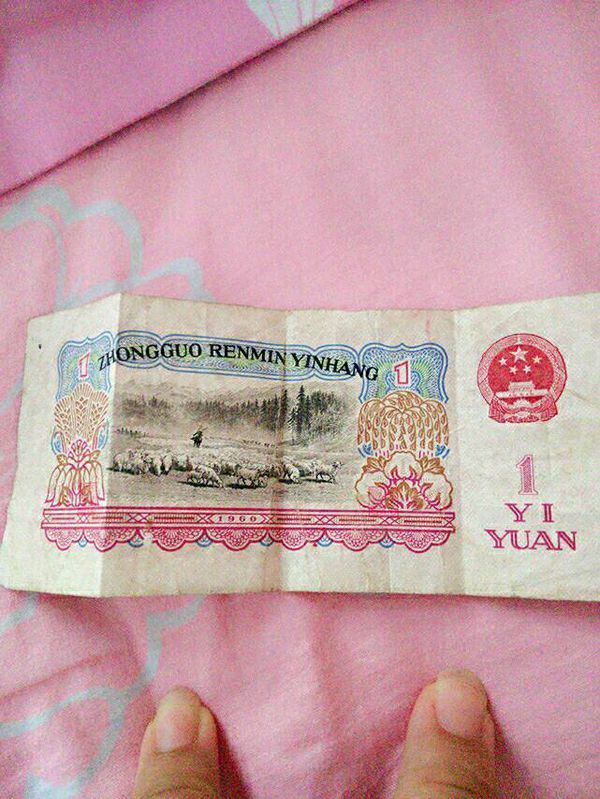 ZHONGGUO RENMIN YINHANG
1
1
1960
1
YI
YUAN